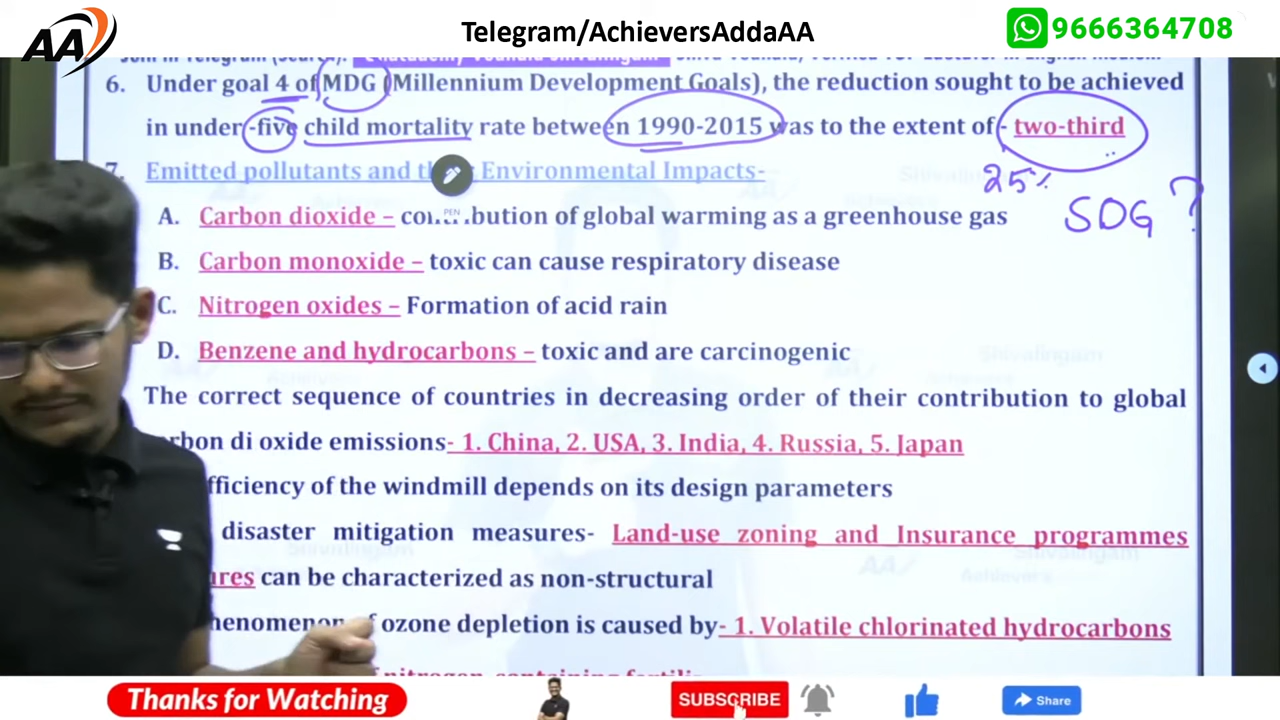 AA
Telegram/AchieversAddaAA
9666364708
6. Under goal 4 of MDG (Millennium Development Goals), the reduction sought to be achieved
in under -five child mortality rate between 1990-2015 was to the extent of- two-third
25%
SDG ?
7. Emitted pollutants and Environmental Impacts-
PEN
A. Carbon dioxide – bution of global warming as a greenhouse gas
B. Carbon monoxide – toxic can cause respiratory disease
C. Nitrogen oxides – Formation of acid rain
D. Benzene and hydrocarbons – toxic and are carcinogenic
The correct sequence of countries in decreasing order of their contribution to global
di oxide emissions- 1. China, 2. USA, 3. India, 4. Russia, 5. Japan
fficiency of the windmill depends on its design parameters
disaster mitigation measures- Land-use zoning and Insurance programmes
ures can be characterized as non-structural
ozone depletion is caused by- 1. Volatile chlorinated hydrocarbons
Thanks for Watching
SUBSCRIBE
Share